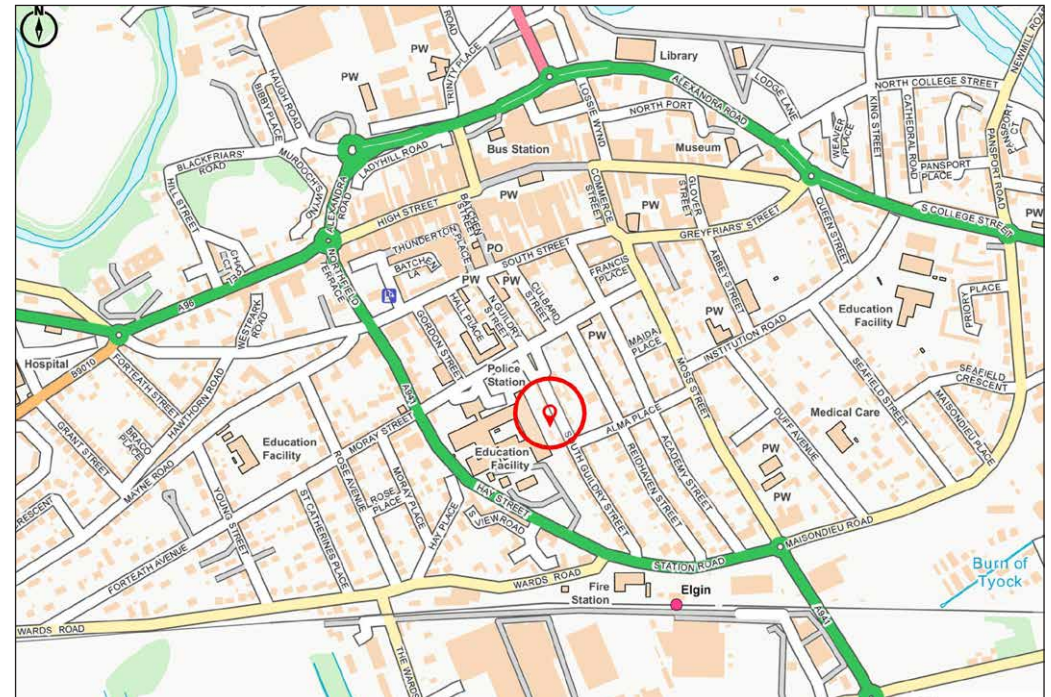 N
PW
ROAD
TRINITY PLACE
Library
HAUGH ROAD
BIBBY PLACE
ALEXANDRA ROAD
LODGE LANE
NEWMILL ROAD
NORTH COLLEGE STREET
LOSSIE WYND
NORTH PORT
KING STREET
CATHEDRAL ROAD
PANSPORT
CT
PANSPORT ROAD
BLACKFRIARS'
ROAD
MURDOCH'S
WYND
LADYHILL ROAD
Bus Station
Museum
WEAVER
PLACE
PANSPORT
PLACE
HILL STREET
ALEXANDRA
ROAD
HIGH STREET
BATCHEN
STREET
PW
COMMERCE
STREET
GLOVER
STREET
PW
S COLLEGE STREET
PW
THUNDERTON
PLACE
PO
SOUTH STREET
GREYFRIARS' STREET
QUEEN STREET
NORTHFIELD
TERRACE
BATCHEN
LA
PW
PW
FRANCIS
PLACE
ABBEY STREET
A96
WESTPARK
ROAD
HALL PLACE
N GUILDRY
STREET
CULBARD
STREET
Education
Facility
PRIORY
PLACE
GORDON STREET
PW
PW
MAIDA
PLACE
INSTITUTION ROAD
Hospital
B9010
FORTEATH STREET
HAWTHORN ROAD
A941
Police
Station
MOSS STREET
SEAFIELD STREET
SEAFIELD
CRESCENT
GRANT STREET
BRACO
PLACE
MORAY STREET
ALMA PLACE
DUFF AVENUE
Medical Care
MAISONDIEU PLACE
Education
Facility
Education
Facility
SOUTH GUILDRY STREET
REIDHAVEN STREET
ACADEMY STREET
PW
MAYNE ROAD
ROSE AVENUE
ROSE
PLACE
MORAY PLACE
PW
CRESCENT
YOUNG STREET
ST CATHERINES PLACE
HAY PLACE
HAY STREET
S VIEW ROAD
MAISONDIEU ROAD
FORTEATH AVENUE
STATION ROAD
WARDS ROAD
Fire
Station
Elgin
Burn of
Tyock
WARDS ROAD
THE WARDS
A941